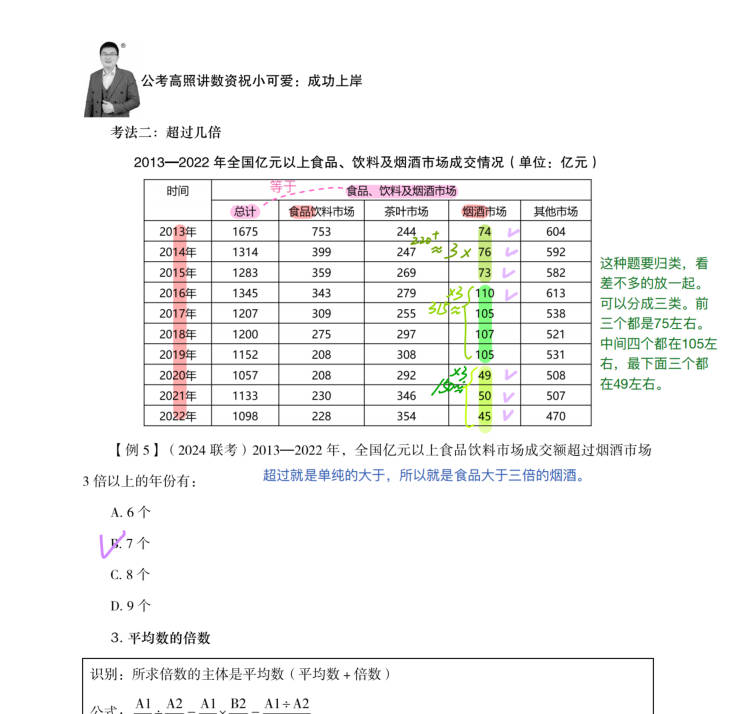 公考高照讲数资祝小可爱：成功上岸
考法二：超过几倍
2013—2022 年全国亿元以上食品、饮料及烟酒市场成交情况（单位：亿元）
时间 等于 食品、饮料及烟酒市场
总计 食品饮料市场 茶叶市场 烟酒市场 其他市场
2013年 1675 753 244 74 604
220+ ≈ 3×
2014年 1314 399 247 76 592
2015年 1283 359 269 73 582
2016年 1345 343 279 110 613
×3
315 ≈
2017年 1207 309 255 105 538
2018年 1200 275 297 107 521
2019年 1152 208 308 105 531
2020年 1057 208 292 49 508
×3
150 ≈
2021年 1133 230 346 50 507
2022年 1098 228 354 45 470
这种题要归类，看
差不多的放一起。
可以分成三类。前
三个都是75左右。
中间四个都在105左
右，最下面三个都
在49左右。
【例 5】（2024 联考）2013—2022 年，全国亿元以上食品饮料市场成交额超过烟酒市场
3 倍以上的年份有：
超过就是单纯的大于，所以就是食品大于三倍的烟酒。
A. 6 个
B. 7 个
C. 8 个
D. 9 个
3. 平均数的倍数
识别：所求倍数的主体是平均数（平均数 + 倍数）
公式： A1 ÷ A2 = A1 × B2 = A1 ÷ A2